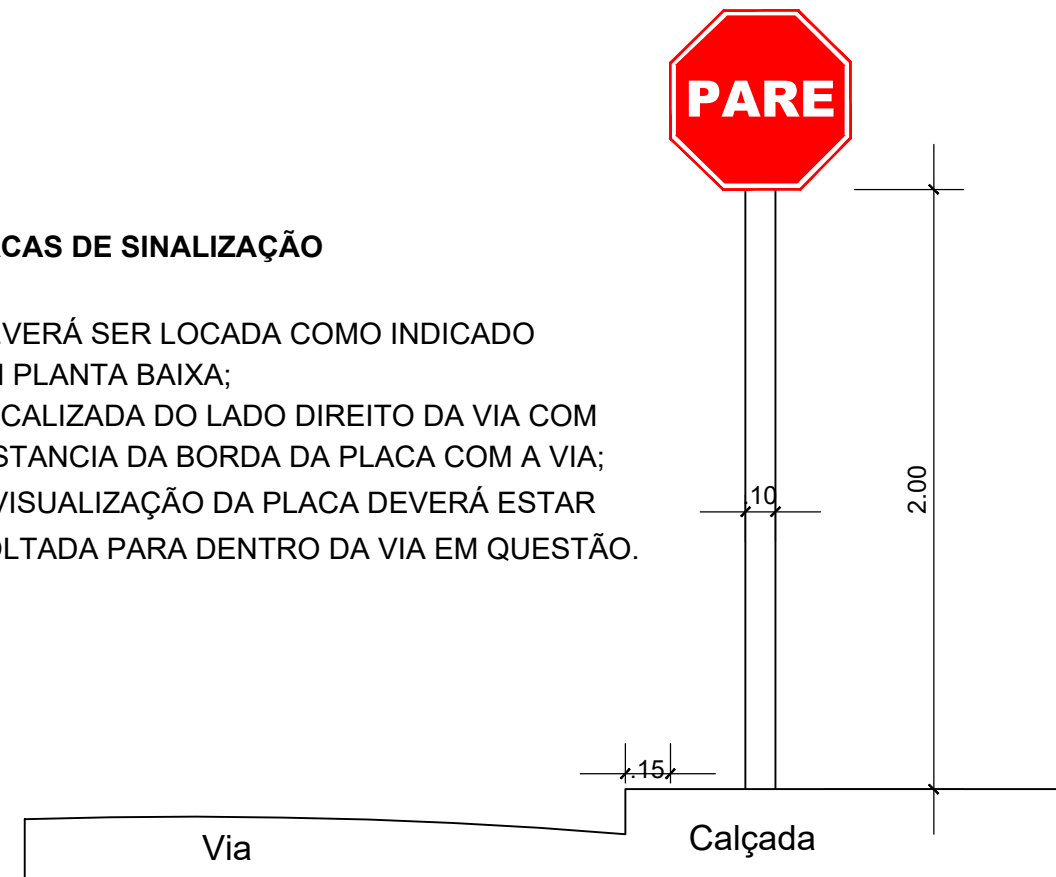 PARE
ACAS DE SINALIZAÇÃO
EVERÁ SER LOCADA COMO INDICADO
PLANTA BAIXA;
CALIZADA DO LADO DIREITO DA VIA COM
STANCIA DA BORDA DA PLACA COM A VIA;
VISUALIZAÇÃO DA PLACA DEVERÁ ESTAR
OLTADA PARA DENTRO DA VIA EM QUESTÃO.
.10
2.00
.15
Via
Calçada